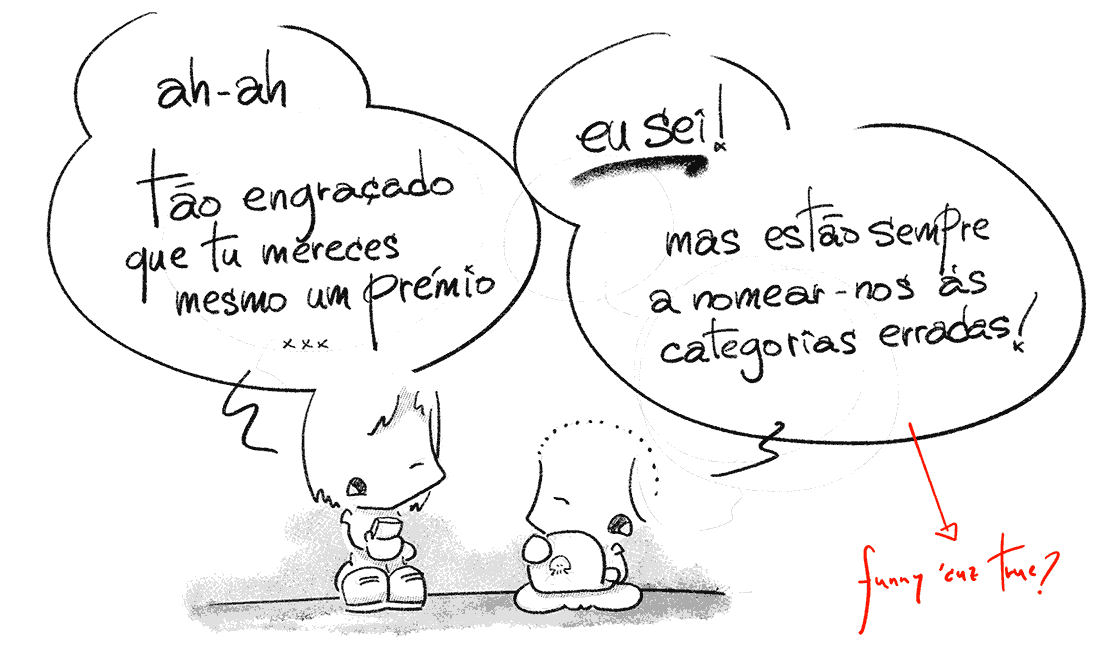 ah-ah
tão engraçado
que tu mereces
mesmo um prémio
xxx
eu sei!
mas estão sempre
a nomear-nos às
categorias erradas!
funny 'cuz true?